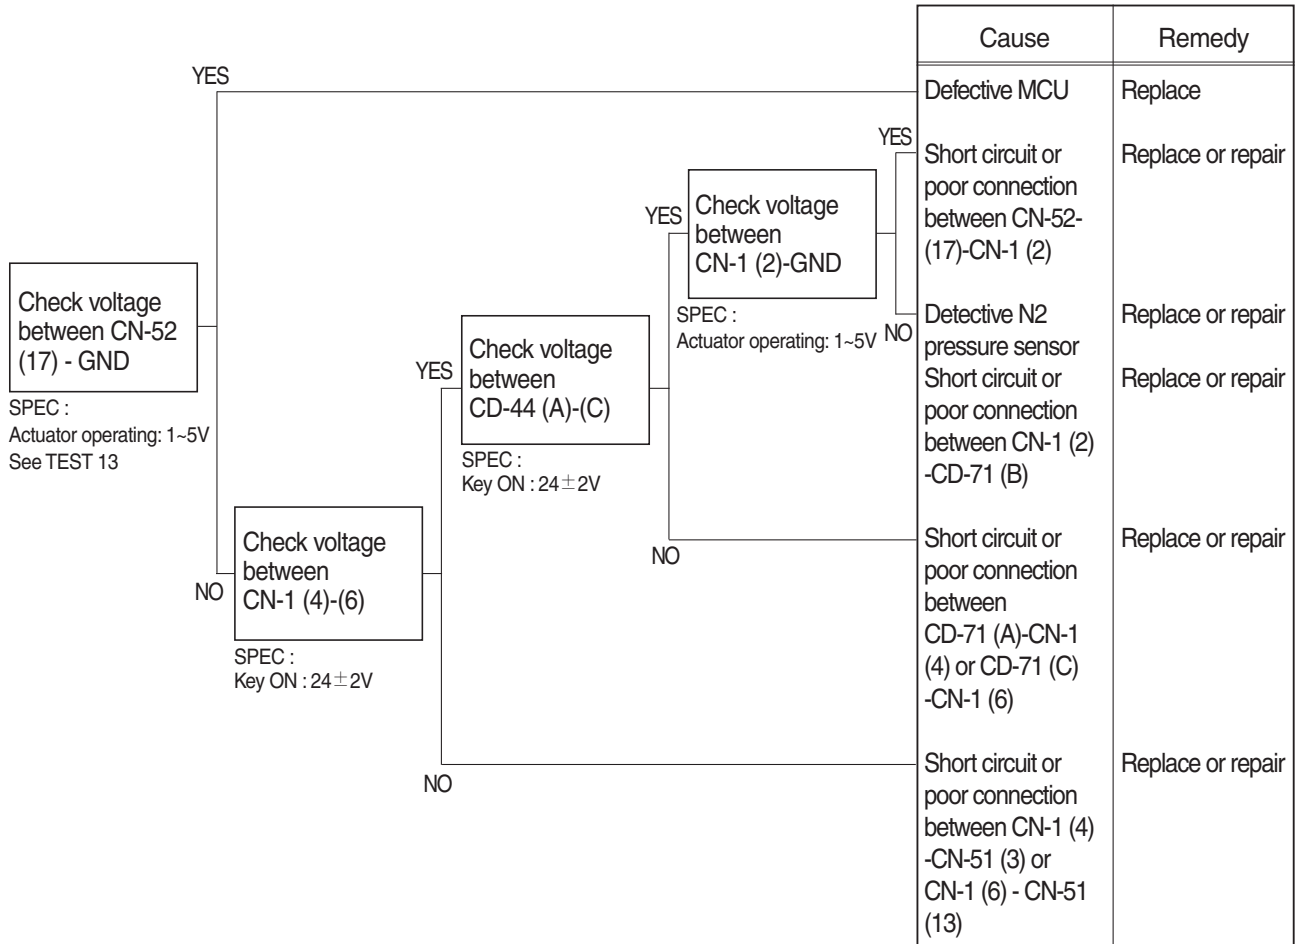 Cause Remedy
YES
Defective MCU Replace
YES
Short circuit or Replace or repair
poor connection
between CN-52-
(17)-CN-1 (2)
YES
Check voltage
between
CN-1 (2)-GND
SPEC :
Actuator operating: 1~5V
NO
Detective N2 Replace or repair
pressure sensor
Short circuit or Replace or repair
poor connection
between CN-1 (2)
-CD-71 (B)
Check voltage
between CN-52
(17) - GND
SPEC :
Actuator operating: 1~5V
See TEST 13
YES
Check voltage
between
CD-44 (A)-(C)
SPEC :
Key ON : 24±2V
NO
Short circuit or Replace or repair
poor connection
between
CD-71 (A)-CN-1
(4) or CD-71 (C)
-CN-1 (6)
NO
Check voltage
between
CN-1 (4)-(6)
SPEC :
Key ON : 24±2V
NO
Short circuit or Replace or repair
poor connection
between CN-1 (4)
-CN-51 (3) or
CN-1 (6) - CN-51
(13)